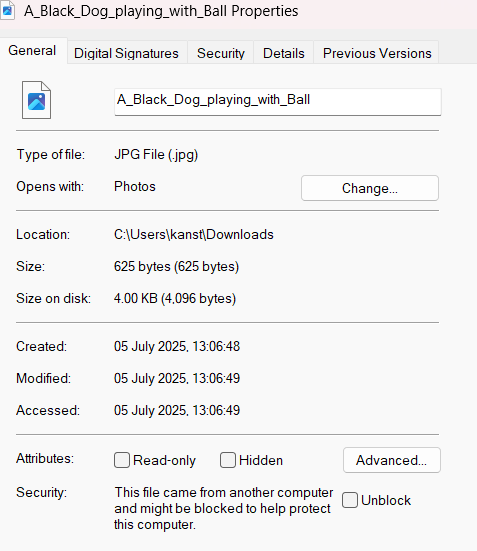 A_Black_Dog_playing_with_Ball Properties
General Digital Signatures Security Details Previous Versions
A_Black_Dog_playing_with_Ball
Type of file: JPG File (.jpg)
Opens with: Photos Change...
Location: C:\Users\kanst\Downloads
Size: 625 bytes (625 bytes)
Size on disk: 4.00 KB (4,096 bytes)
Created: 05 July 2025, 13:06:48
Modified: 05 July 2025, 13:06:49
Accessed: 05 July 2025, 13:06:49
Attributes: Read-only Hidden Advanced...
Security: This file came from another computer
and might be blocked to help protect Unblock
this computer.